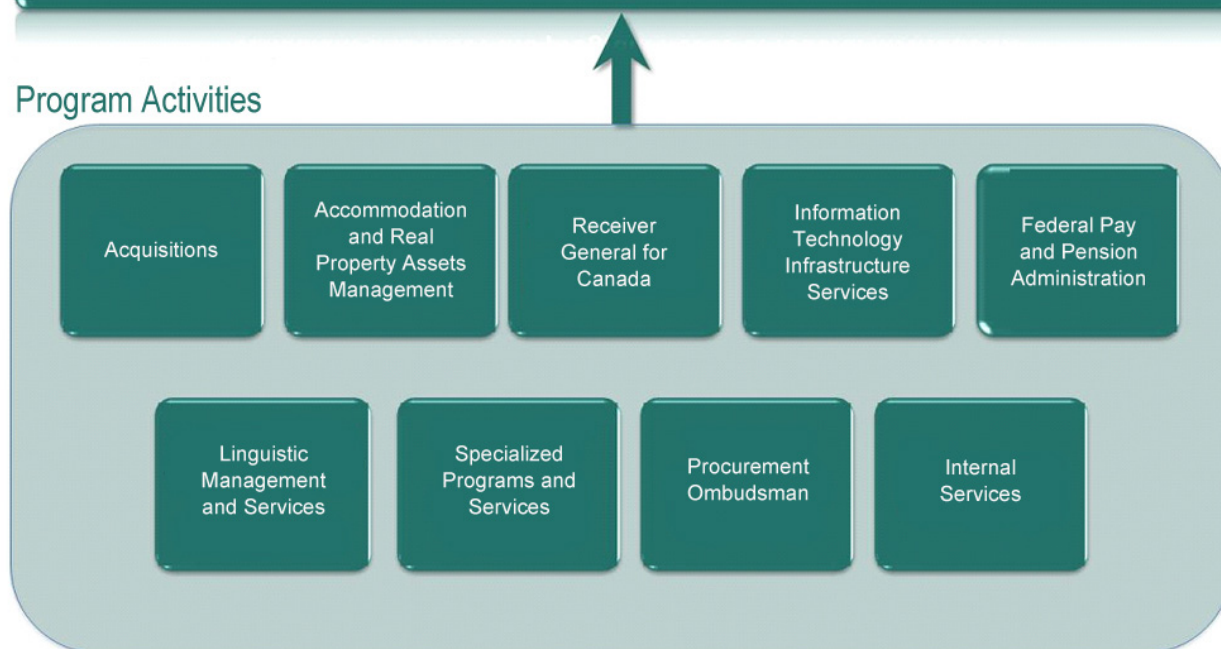 Program Activities
Acquisitions
Accommodation
and Real
Property Assets
Management
Receiver
General for
Canada
Information
Technology
Infrastructure
Services
Federal Pay
and Pension
Administration
Linguistic
Management
and Services
Specialized
Programs and
Services
Procurement
Ombudsman
Internal
Services